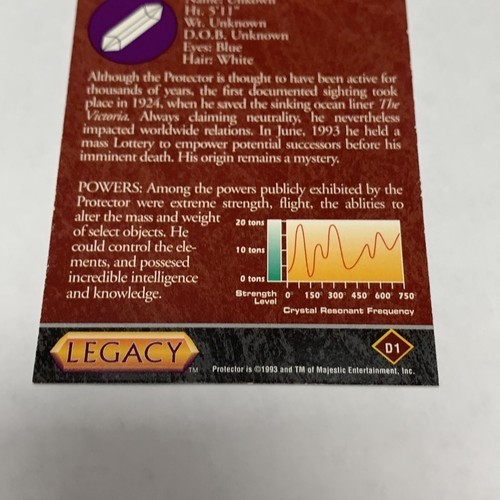 Name: Unkown
Ht. 5'11"
Wt. Unknown
D.O.B. Unknown
Eyes: Blue
Hair: White
Although the Protector is thought to have been active for
thousands of years, the first documented sighting took
place in 1924, when he saved the sinking ocean liner The
Victoria. Always claiming neutrality, he nevertheless
impacted worldwide relations. In June, 1993 he held a
mass Lottery to empower potential successors before his
imminent death. His origin remains a mystery.
POWERS: Among the powers publicly exhibited by the
Protector were extreme strength, flight, the ablities to
alter the mass and weight
of select objects. He
could control the ele-
ments, and possesed
incredible intelligence
and knowledge.
20 tons
10 tons
0 tons
Strength
Level
0° 150° 300° 450° 600° 750°
Crystal Resonant Frequency
LEGACY™
Protector is ©1993 and TM of Majestic Entertainment, Inc.
D1